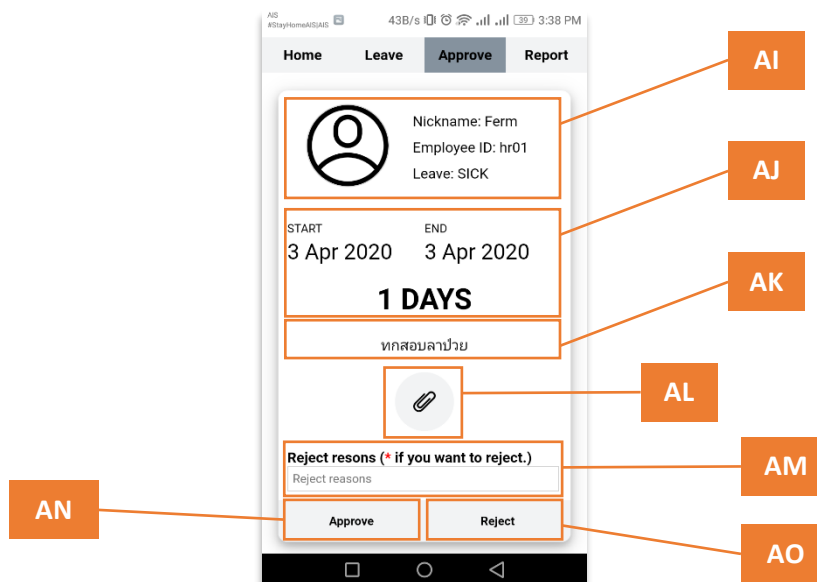 AIS
#StayHomeAIS|AIS 43B/s 39 3:38 PM
Home Leave Approve Report
AI
Nickname: Ferm
Employee ID: hr01
Leave: SICK
AJ
START END
3 Apr 2020 3 Apr 2020
1 DAYS
AK
ทกสอบลาป่วย
AL
Reject resons (* if you want to reject.)
Reject reasons
AM
AN
Approve Reject
AO